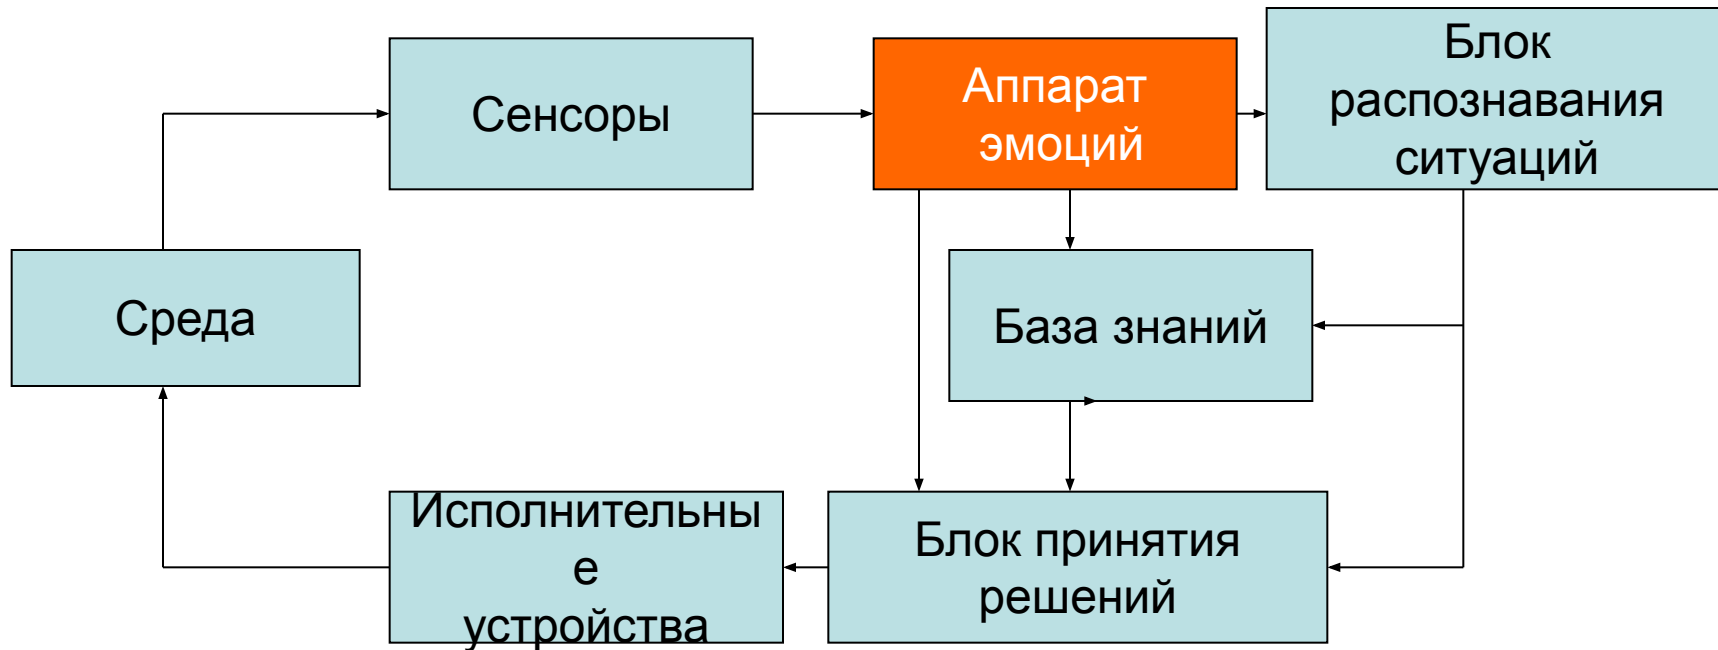 Блок
распознавания
ситуаций
Аппарат
эмоций
Сенсоры
Среда
База знаний
Исполнительны
е
устройства
Блок принятия
решений